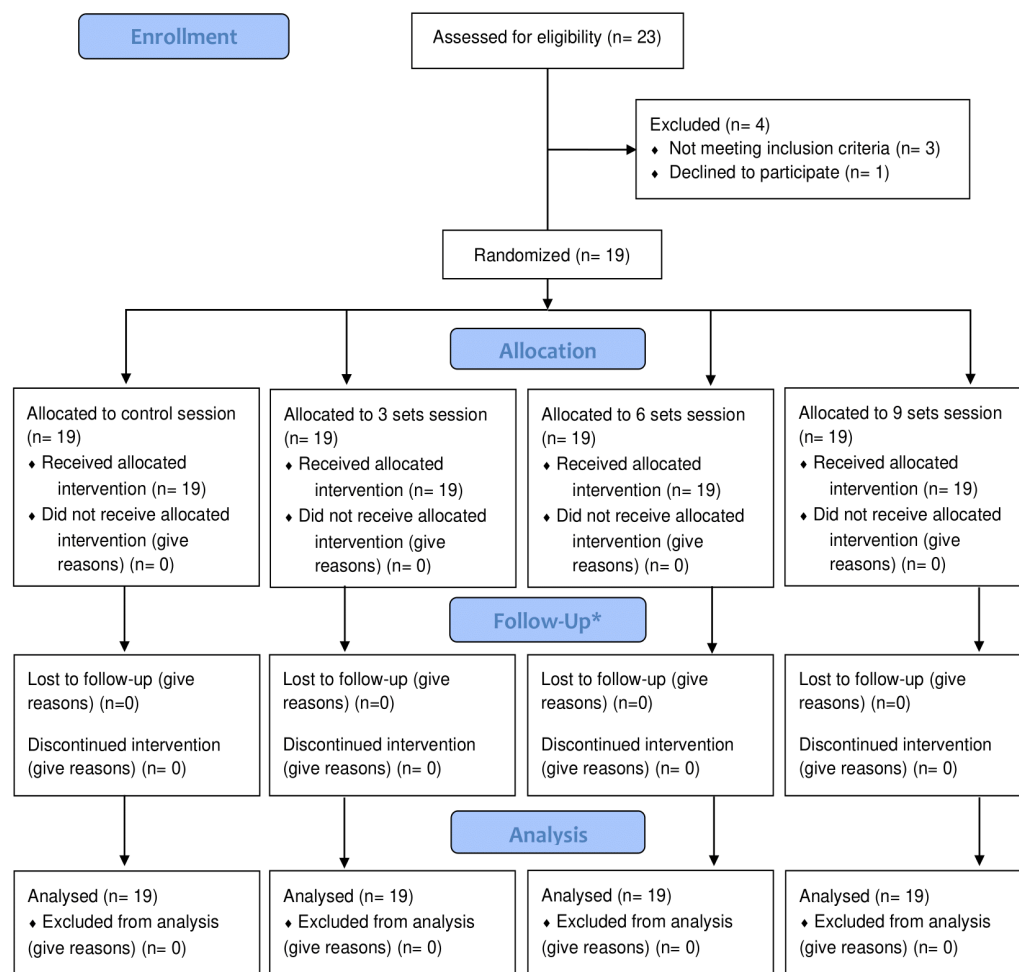 Enrollment
Assessed for eligibility (n= 23)
Excluded (n= 4)
♦ Not meeting inclusion criteria (n= 3)
♦ Declined to participate (n= 1)
Randomized (n= 19)
Allocation
Allocated to control session
(n= 19)
♦ Received allocated
intervention (n= 19)
♦ Did not receive allocated
intervention (give
reasons) (n= 0)
Allocated to 3 sets session
(n= 19)
♦ Received allocated
intervention (n= 19)
♦ Did not receive allocated
intervention (give
reasons) (n= 0)
Allocated to 6 sets session
(n= 19)
♦ Received allocated
intervention (n= 19)
♦ Did not receive allocated
intervention (give
reasons) (n= 0)
Allocated to 9 sets session
(n= 19)
♦ Received allocated
intervention (n= 19)
♦ Did not receive allocated
intervention (give
reasons) (n= 0)
Follow-Up*
Lost to follow-up (give
reasons) (n=0)
Discontinued intervention
(give reasons) (n= 0)
Lost to follow-up (give
reasons) (n=0)
Discontinued intervention
(give reasons) (n= 0)
Lost to follow-up (give
reasons) (n=0)
Discontinued intervention
(give reasons) (n= 0)
Lost to follow-up (give
reasons) (n=0)
Discontinued intervention
(give reasons) (n= 0)
Analysis
Analysed (n= 19)
♦ Excluded from analysis
(give reasons) (n= 0)
Analysed (n= 19)
♦ Excluded from analysis
(give reasons) (n= 0)
Analysed (n= 19)
♦ Excluded from analysis
(give reasons) (n= 0)
Analysed (n= 19)
♦ Excluded from analysis
(give reasons) (n= 0)